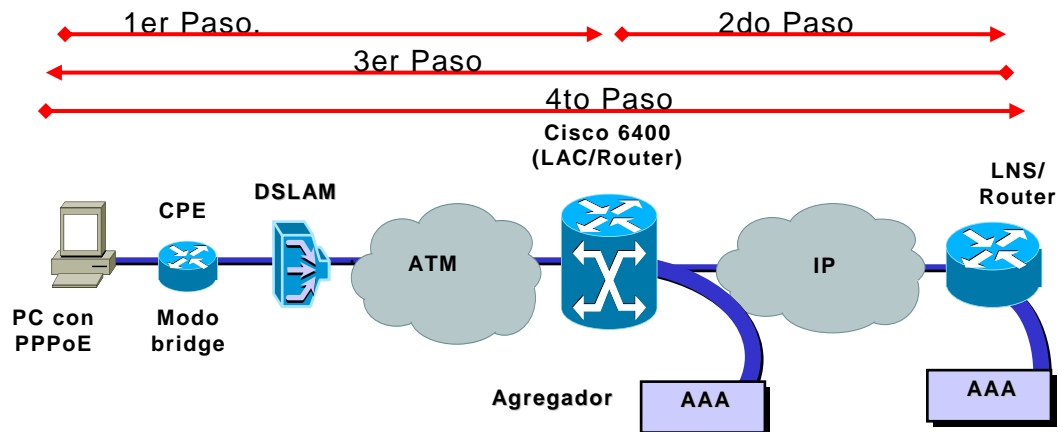 1er Paso.
2do Paso
3er Paso
4to Paso
Cisco 6400
(LAC/Router)
LNS/
Router
DSLAM
CPE
ATM
IP
PC con
PPPoE
Modo
bridge
Agregador
AAA
AAA